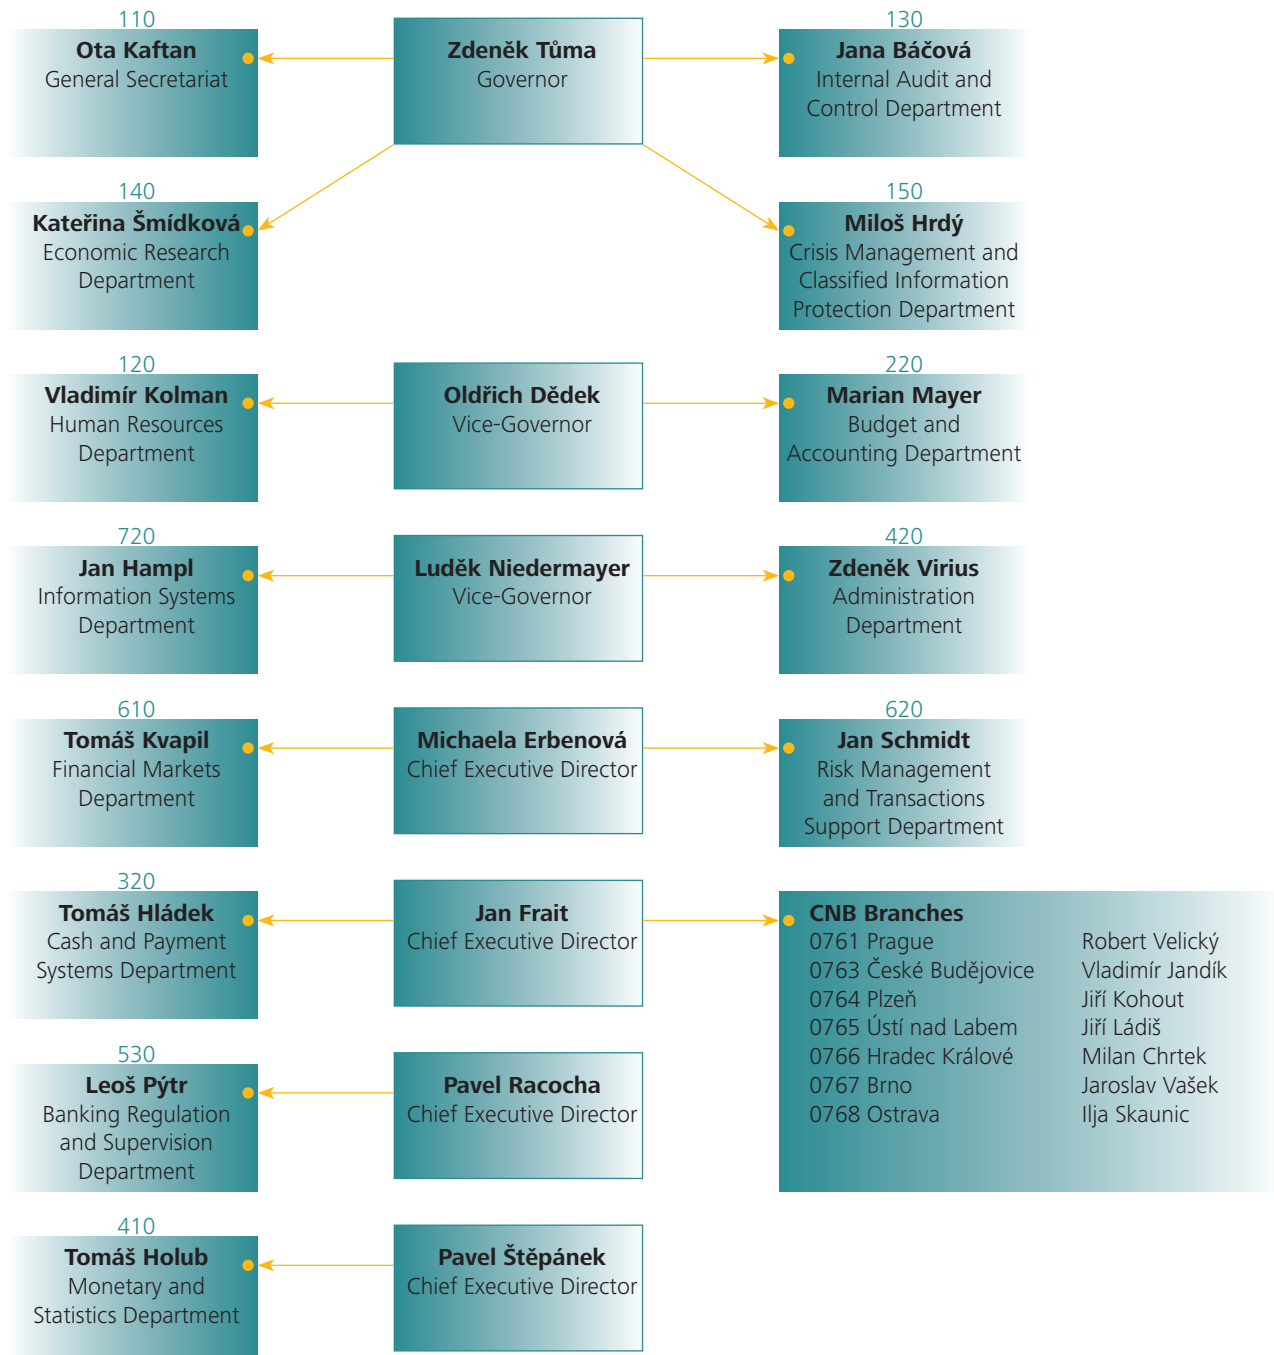 110
Ota Kaftan
General Secretariat
Zdeněk Tůma
Governor
130
Jana Báčová
Internal Audit and
Control Department
140
Kateřina Šmídková
Economic Research
Department
150
Miloš Hrdý
Crisis Management and
Classified Information
Protection Department
120
Vladimír Kolman
Human Resources
Department
Oldřich Dědek
Vice-Governor
220
Marian Mayer
Budget and
Accounting Department
720
Jan Hampl
Information Systems
Department
Luděk Niedermayer
Vice-Governor
420
Zdeněk Virius
Administration
Department
610
Tomáš Kvapil
Financial Markets
Department
Michaela Erbenová
Chief Executive Director
620
Jan Schmidt
Risk Management
and Transactions
Support Department
320
Tomáš Hládek
Cash and Payment
Systems Department
Jan Frait
Chief Executive Director
CNB Branches
0761 Prague Robert Velický
0763 České Budějovice Vladimír Jandík
0764 Plzeň Jiří Kohout
0765 Ústí nad Labem Jiří Ládiš
0766 Hradec Králové Milan Chrtek
0767 Brno Jaroslav Vašek
0768 Ostrava Ilja Skaunic
530
Leoš Pýtr
Banking Regulation
and Supervision
Department
Pavel Racocha
Chief Executive Director
410
Tomáš Holub
Monetary and
Statistics Department
Pavel Štěpánek
Chief Executive Director